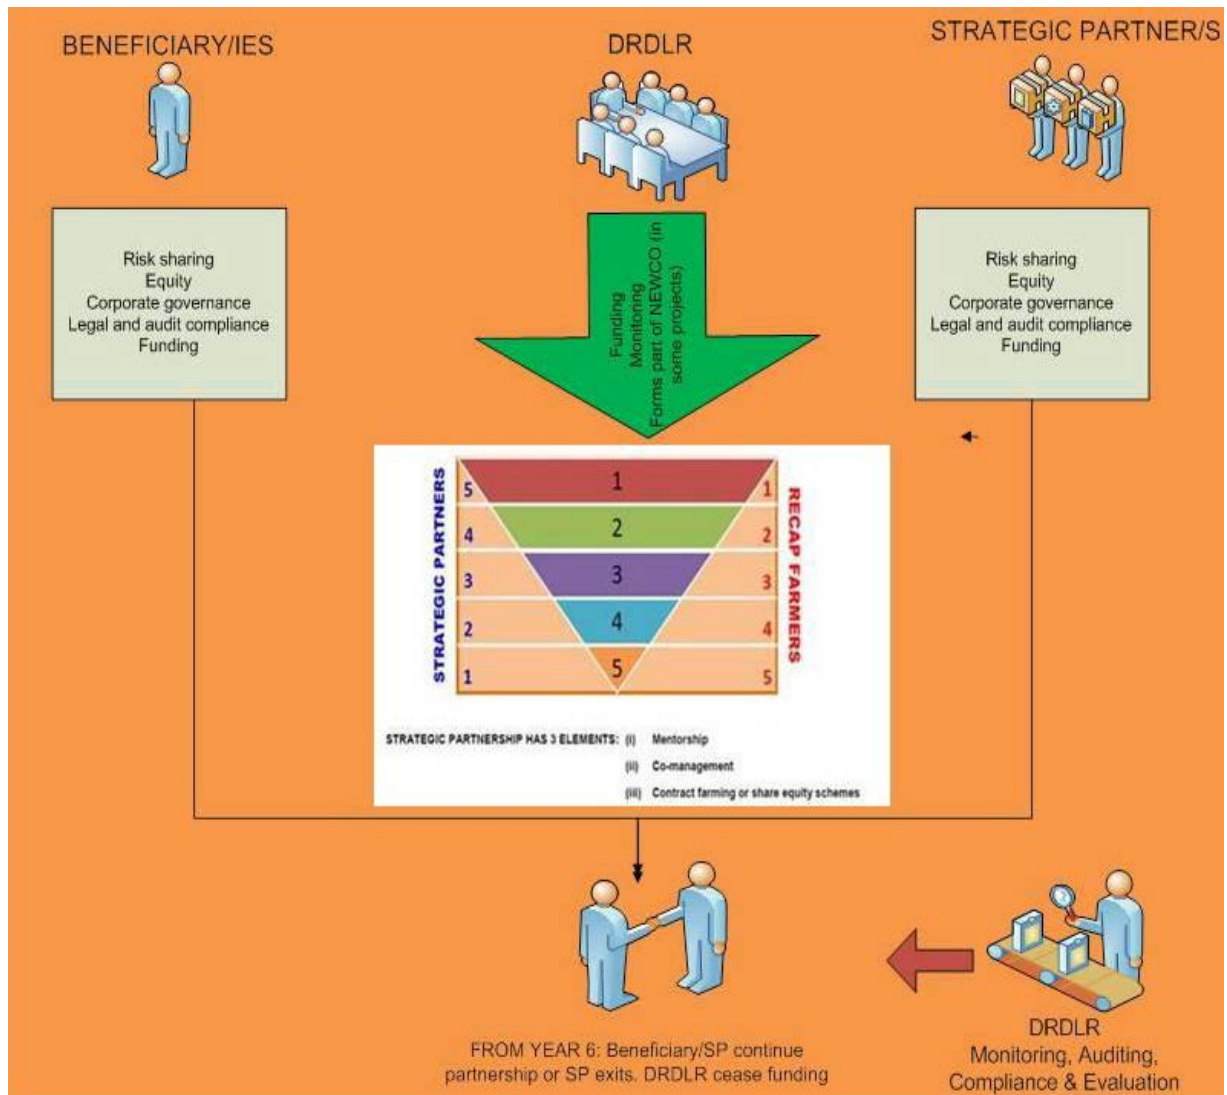 BENEFICIARY/IES
DRDLR
STRATEGIC PARTNER/S
Risk sharing
Equity
Corporate governance
Legal and audit compliance
Funding
Funding
Monitoring
Forms part of NEWCO (in
some projects)
Risk sharing
Equity
Corporate governance
Legal and audit compliance
Funding
STRATEGIC PARTNERS
5
4
3
2
1
1
2
3
4
5
1
2
3
4
5
RECAP FARMERS
STRATEGIC PARTNERSHIP HAS 3 ELEMENTS: (i) Mentorship
(ii) Co-management
(iii) Contract farming or share equity schemes
FROM YEAR 6: Beneficiary/SP continue
partnership or SP exits. DRDLR cease funding
DRDLR
Monitoring, Auditing,
Compliance & Evaluation